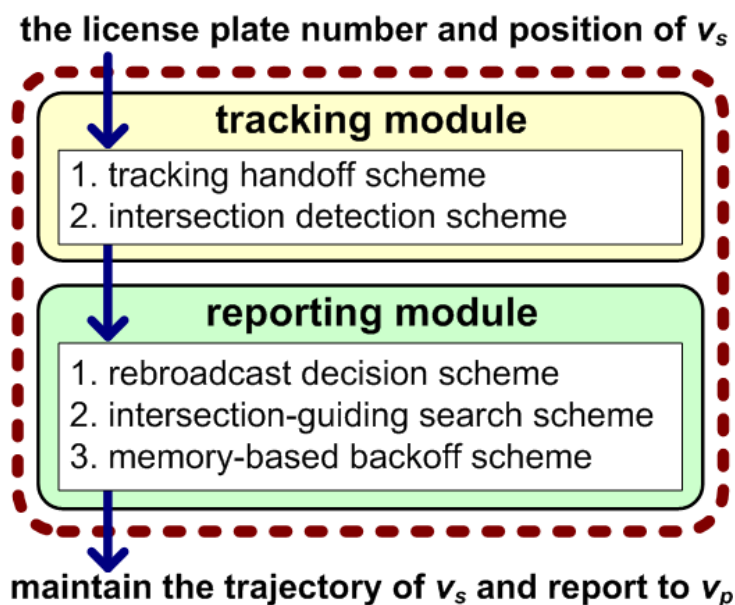 the license plate number and position of vs
tracking module
1. tracking handoff scheme
2. intersection detection scheme
reporting module
1. rebroadcast decision scheme
2. intersection-guiding search scheme
3. memory-based backoff scheme
maintain the trajectory of vs and report to vp